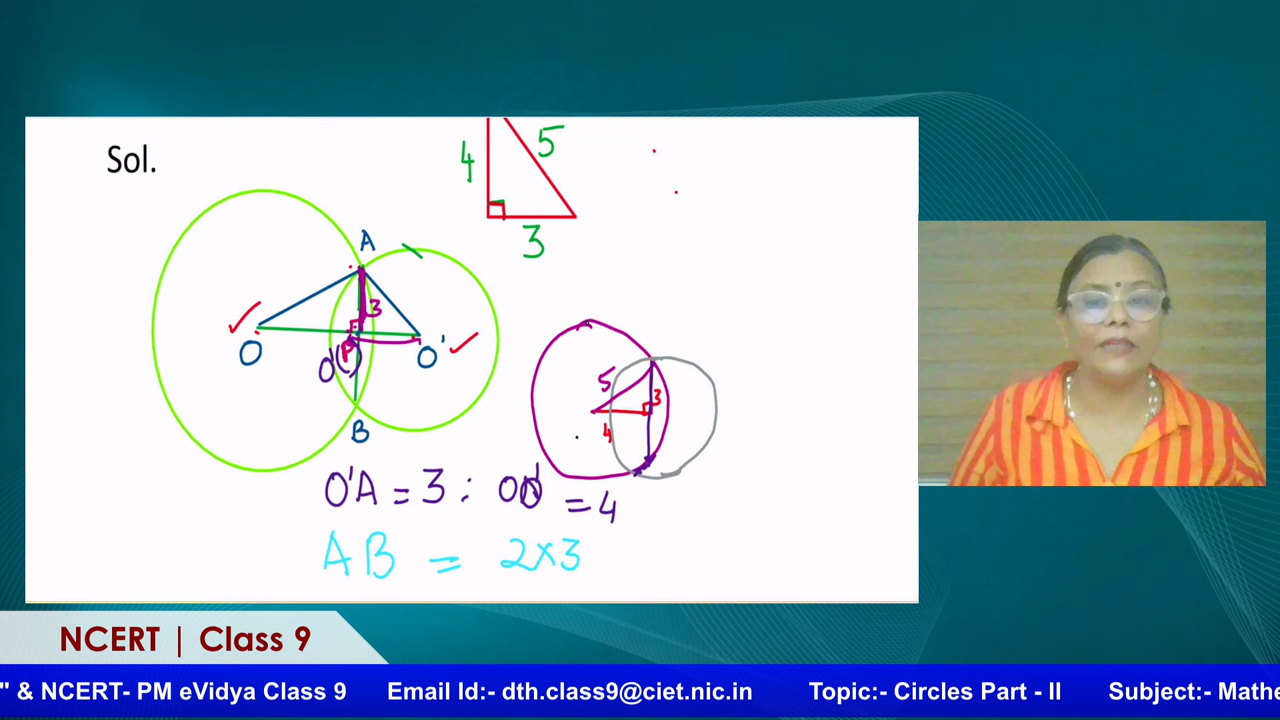 Sol.
4
5
3
A
3
O
P
O'
O'( )
B
5
3
4
O'A = 3 : OO' = 4
AB = 2×3
NCERT | Class 9
" & NCERT- PM eVidya Class 9 Email Id:- dth.class9@ciet.nic.in Topic:- Circles Part - II Subject:- Mathe